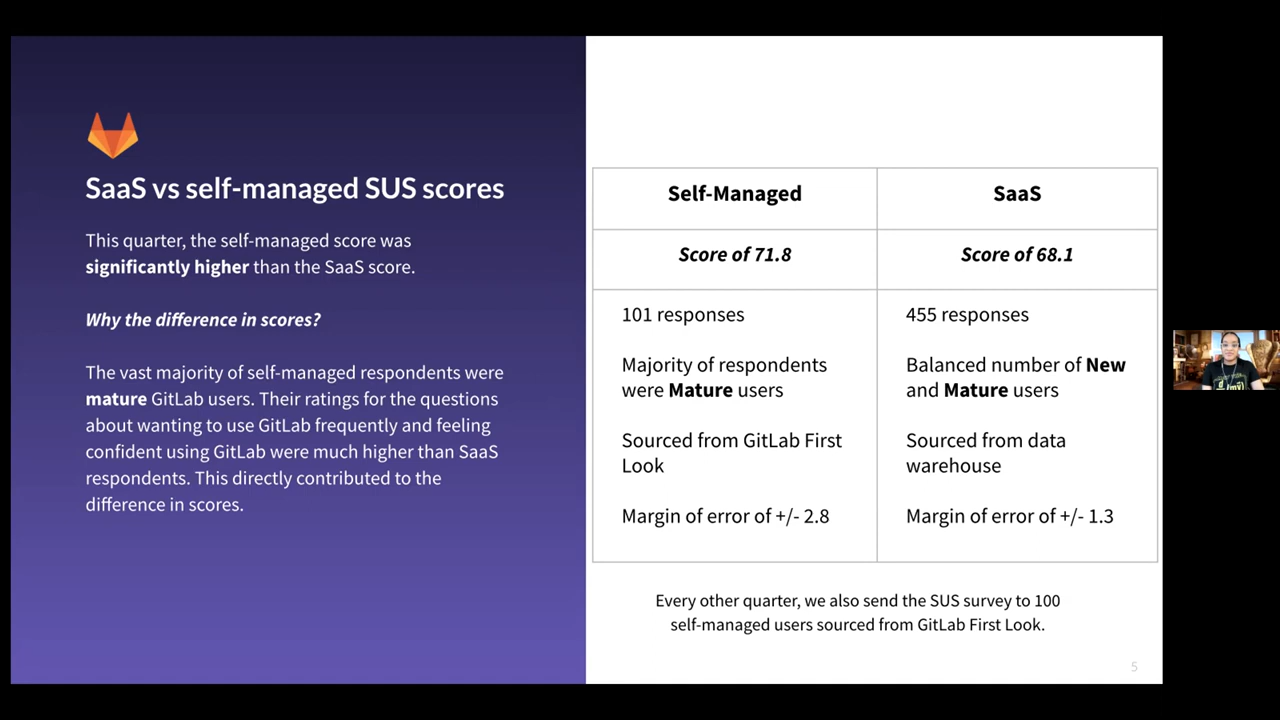 SaaS vs self-managed SUS scores
This quarter, the self-managed score was
significantly higher than the SaaS score.
Why the difference in scores?
The vast majority of self-managed respondents were
mature GitLab users. Their ratings for the questions
about wanting to use GitLab frequently and feeling
confident using GitLab were much higher than SaaS
respondents. This directly contributed to the
difference in scores.
Self-Managed
SaaS
Score of 71.8
Score of 68.1
101 responses
Majority of respondents
were Mature users
Sourced from GitLab First
Look
Margin of error of +/- 2.8
455 responses
Balanced number of New
and Mature users
Sourced from data
warehouse
Margin of error of +/- 1.3
Every other quarter, we also send the SUS survey to 100
self-managed users sourced from GitLab First Look.
5